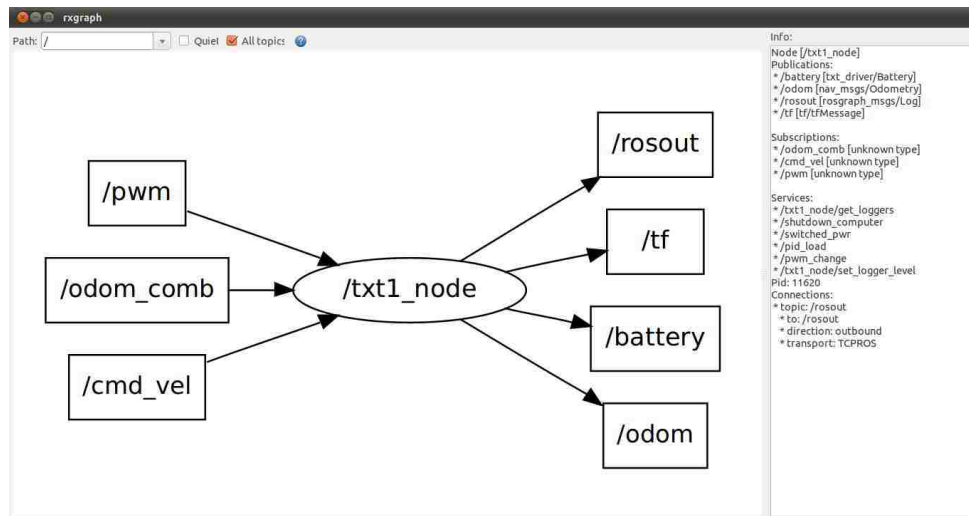 rxgraph
Path: /
Quiet
All topics
/pwm
/odom_comb
/cmd_vel
/txt1_node
/rosout
/tf
/battery
/odom
Info:
Node [/txt1_node]
Publications:
* /battery [txt_driver/Battery]
* /odom [nav_msgs/Odometry]
* /rosout [rosgraph_msgs/Log]
* /tf [tf/tfMessage]
Subscriptions:
* /odom_comb [unknown type]
* /cmd_vel [unknown type]
* /pwm [unknown type]
Services:
* /txt1_node/get_loggers
* /shutdown_computer
* /switched_pwr
* /pid_load
* /pwm_change
* /txt1_node/set_logger_level
Pid: 11620
Connections:
* topic: /rosout
* to: /rosout
* direction: outbound
* transport: TCPROS